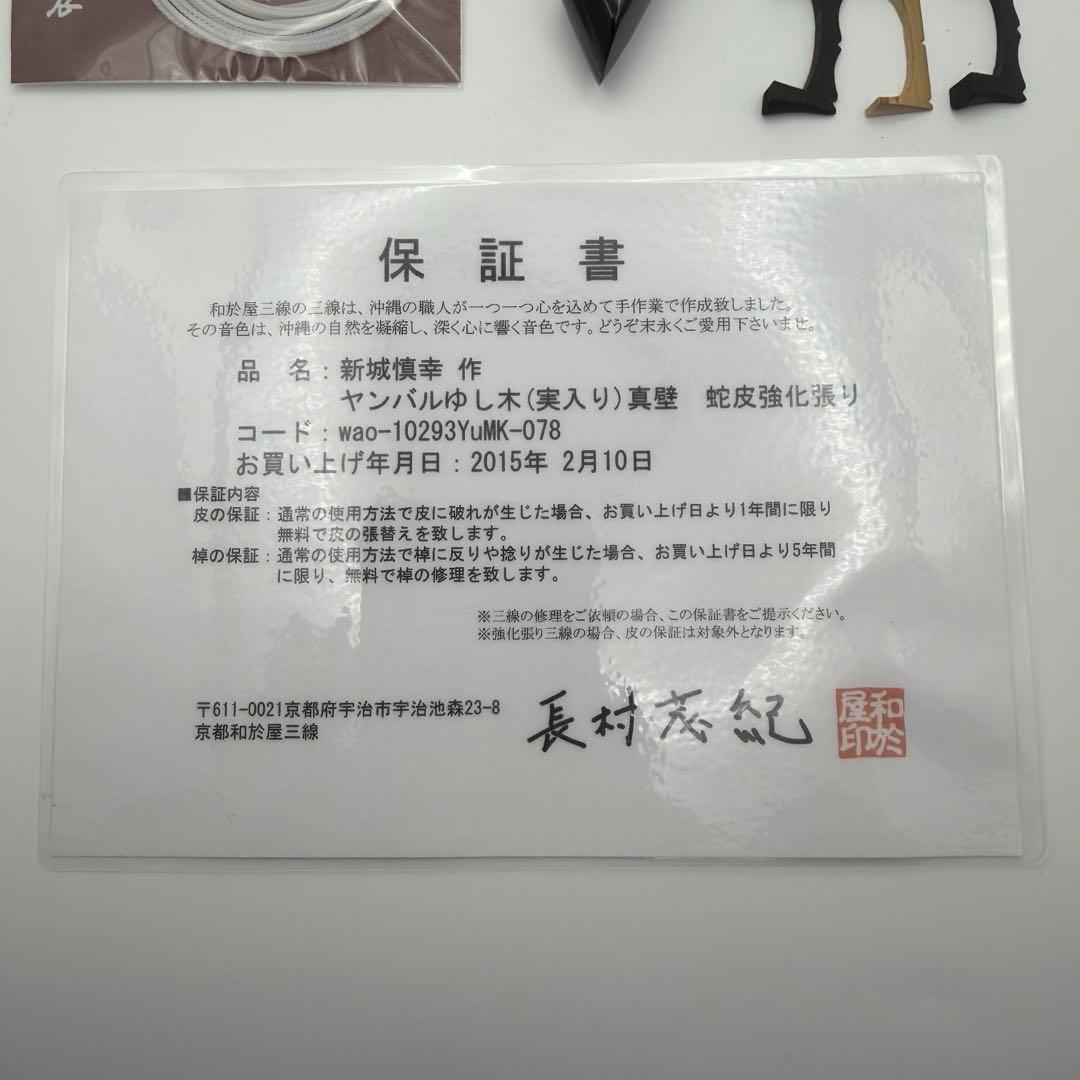 谷
保証書
和於屋三線の三線は、沖縄の職人が一つ一つ心を込めて手作業で作成致しました。
その音色は、沖縄の自然を凝縮し、深く心に響く音色です。どうぞ末永くご愛用下さいませ。
品　名：新城慎幸 作
ヤンバルゆし木(実入り)真壁　蛇皮強化張り
コード：wao-10293YuMK-078
お買い上げ年月日：2015年 2月10日
■保証内容
皮の保証：通常の使用方法で皮に破れが生じた場合、お買い上げ日より1年間に限り
無料で皮の張替えを致します。
棹の保証：通常の使用方法で棹に反りや捻りが生じた場合、お買い上げ日より5年間
に限り、無料で棹の修理を致します。
※三線の修理をご依頼の場合、この保証書をご提示ください。
※強化張り三線の場合、皮の保証は対象外となります。
〒611-0021京都府宇治市宇治池森23-8
京都和於屋三線
長村茂紀
和於屋印